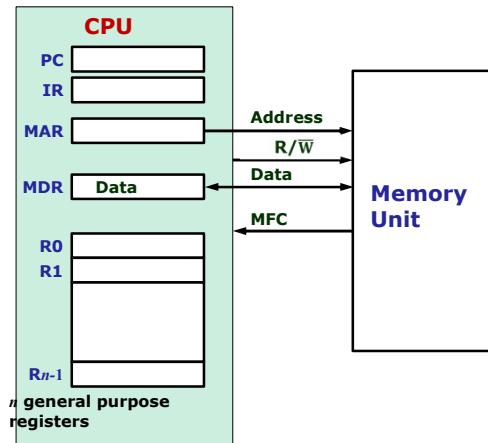 CPU
PC
IR
MAR
Address
R/W̅
MDR
Data
Data
Memory
Unit
MFC
R0
R1
Rn-1
n general purpose
registers